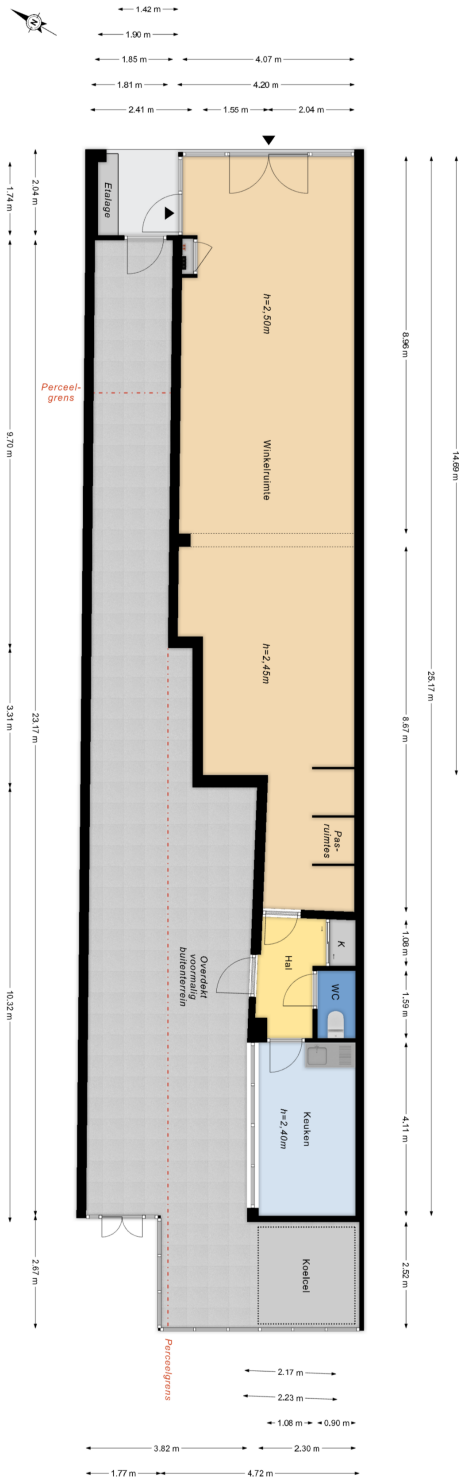 N
1.42 m
1.90 m
1.85 m
4.07 m
1.81 m
4.20 m
2.41 m
1.55 m
2.04 m
1.74 m
2.04 m
Etalage
h=2,50m
8.96 m
14.69 m
Perceel-
grens
9.70 m
Winkelruimte
h=2,45m
25.17 m
3.31 m
23.17 m
8.67 m
Pas-
ruimtes
Overdekt
voormalig
buitenterrein
Hal
K
1.08 m
WC
1.59 m
10.32 m
Keuken
h=2,40m
4.11 m
Koelcel
2.67 m
2.52 m
Perceelgrens
2.17 m
2.23 m
1.08 m
0.90 m
3.82 m
2.30 m
1.77 m
4.72 m